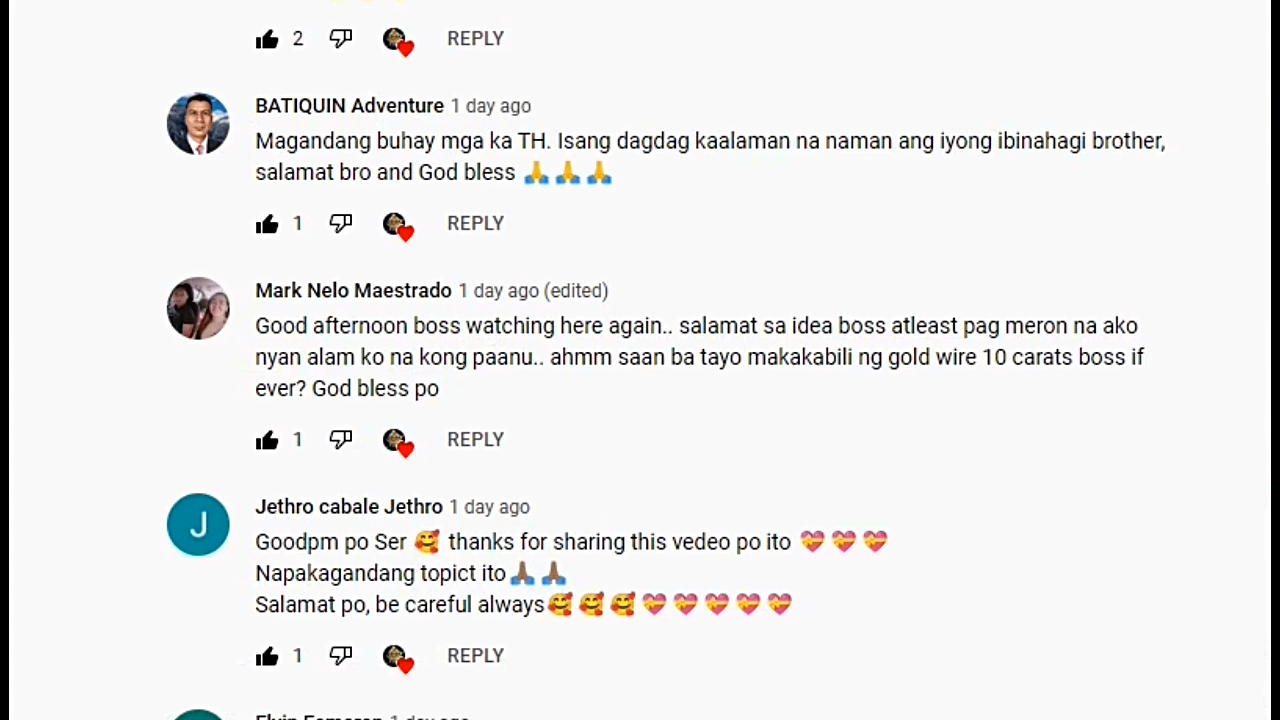 2 REPLY
BATIQUIN Adventure 1 day ago
Magandang buhay mga ka TH. Isang dagdag kaalaman na naman ang iyong ibinahagi brother,
salamat bro and God bless 🙏🙏🙏
1 REPLY
Mark Nelo Maestrado 1 day ago (edited)
Good afternoon boss watching here again.. salamat sa idea boss atleast pag meron na ako
nyan alam ko na kong paanu.. ahmm saan ba tayo makakabili ng gold wire 10 carats boss if
ever? God bless po
1 REPLY
J
Jethro cabale Jethro 1 day ago
Goodpm po Ser 🥰 thanks for sharing this vedeo po ito 💝💝💝
Napakagandang topict ito🙏🏾🙏🏾
Salamat po, be careful always🥰🥰🥰💝💝💝💝💝
1 REPLY
1 day ago